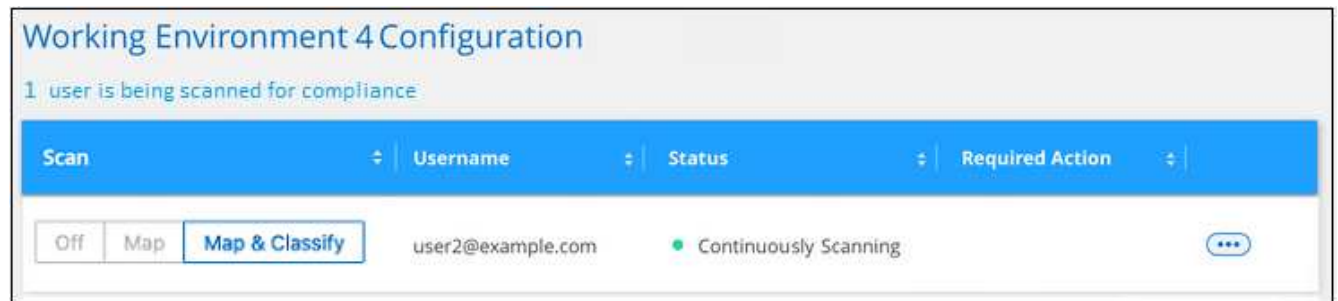 Working Environment 4 Configuration
1 user is being scanned for compliance
Scan Username Status Required Action
Off Map Map & Classify user2@example.com Continuously Scanning